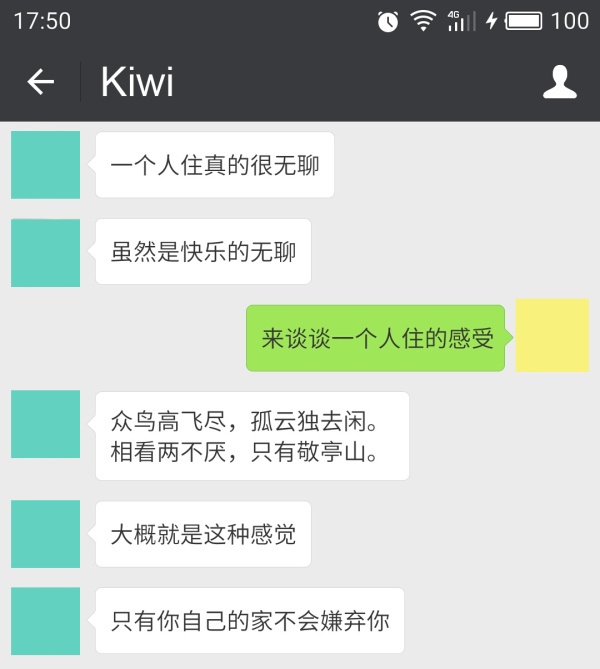 17:50
4G
100
Kiwi
一个人住真的很无聊
虽然是快乐的无聊
来谈谈一个人住的感受
众鸟高飞尽，孤云独去闲。
相看两不厌，只有敬亭山。
大概就是这种感觉
只有你自己的家不会嫌弃你